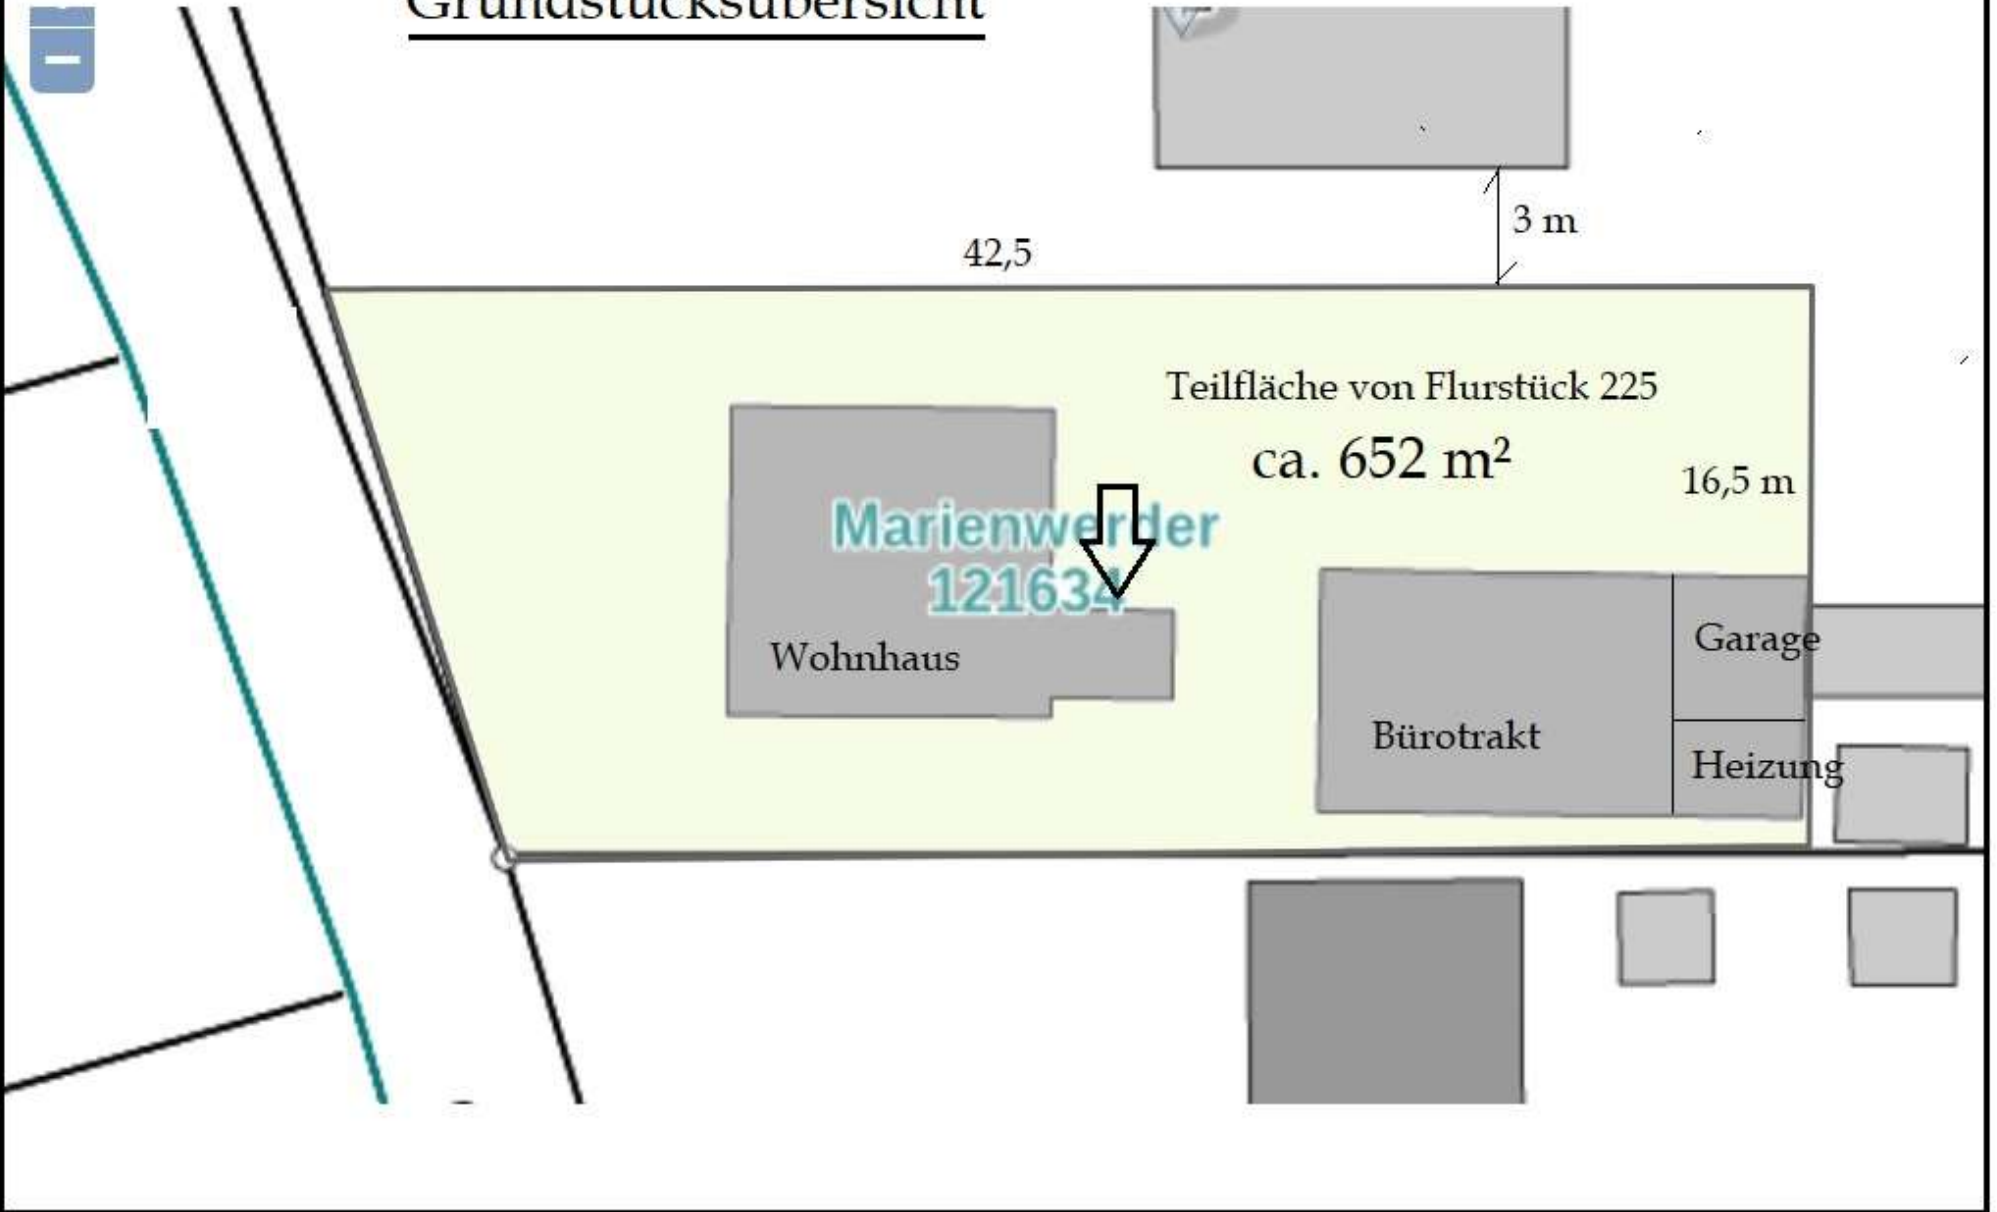 Grundstücksübersicht
3 m
42,5
Teilfläche von Flurstück 225
ca. 652 m²
16,5 m
Marienwerder
121634
Garage
Wohnhaus
Bürotrakt
Heizung